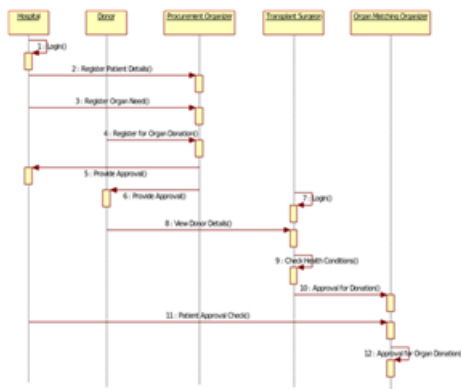 Hospital
Donor
Procurement Organizer
Transplant Surgeon
Organ Matching Organizer
1 : Login()
2 : Register Patient Details()
3 : Register Organ Need()
4 : Register for Organ Donation()
5 : Provide Approval()
6 : Provide Approval()
7 : Login()
8 : View Donor Details()
9 : Check Health Conditions()
10 : Approval for Donation()
11 : Patient Approval Check()
12 : Approval for Organ Donation()